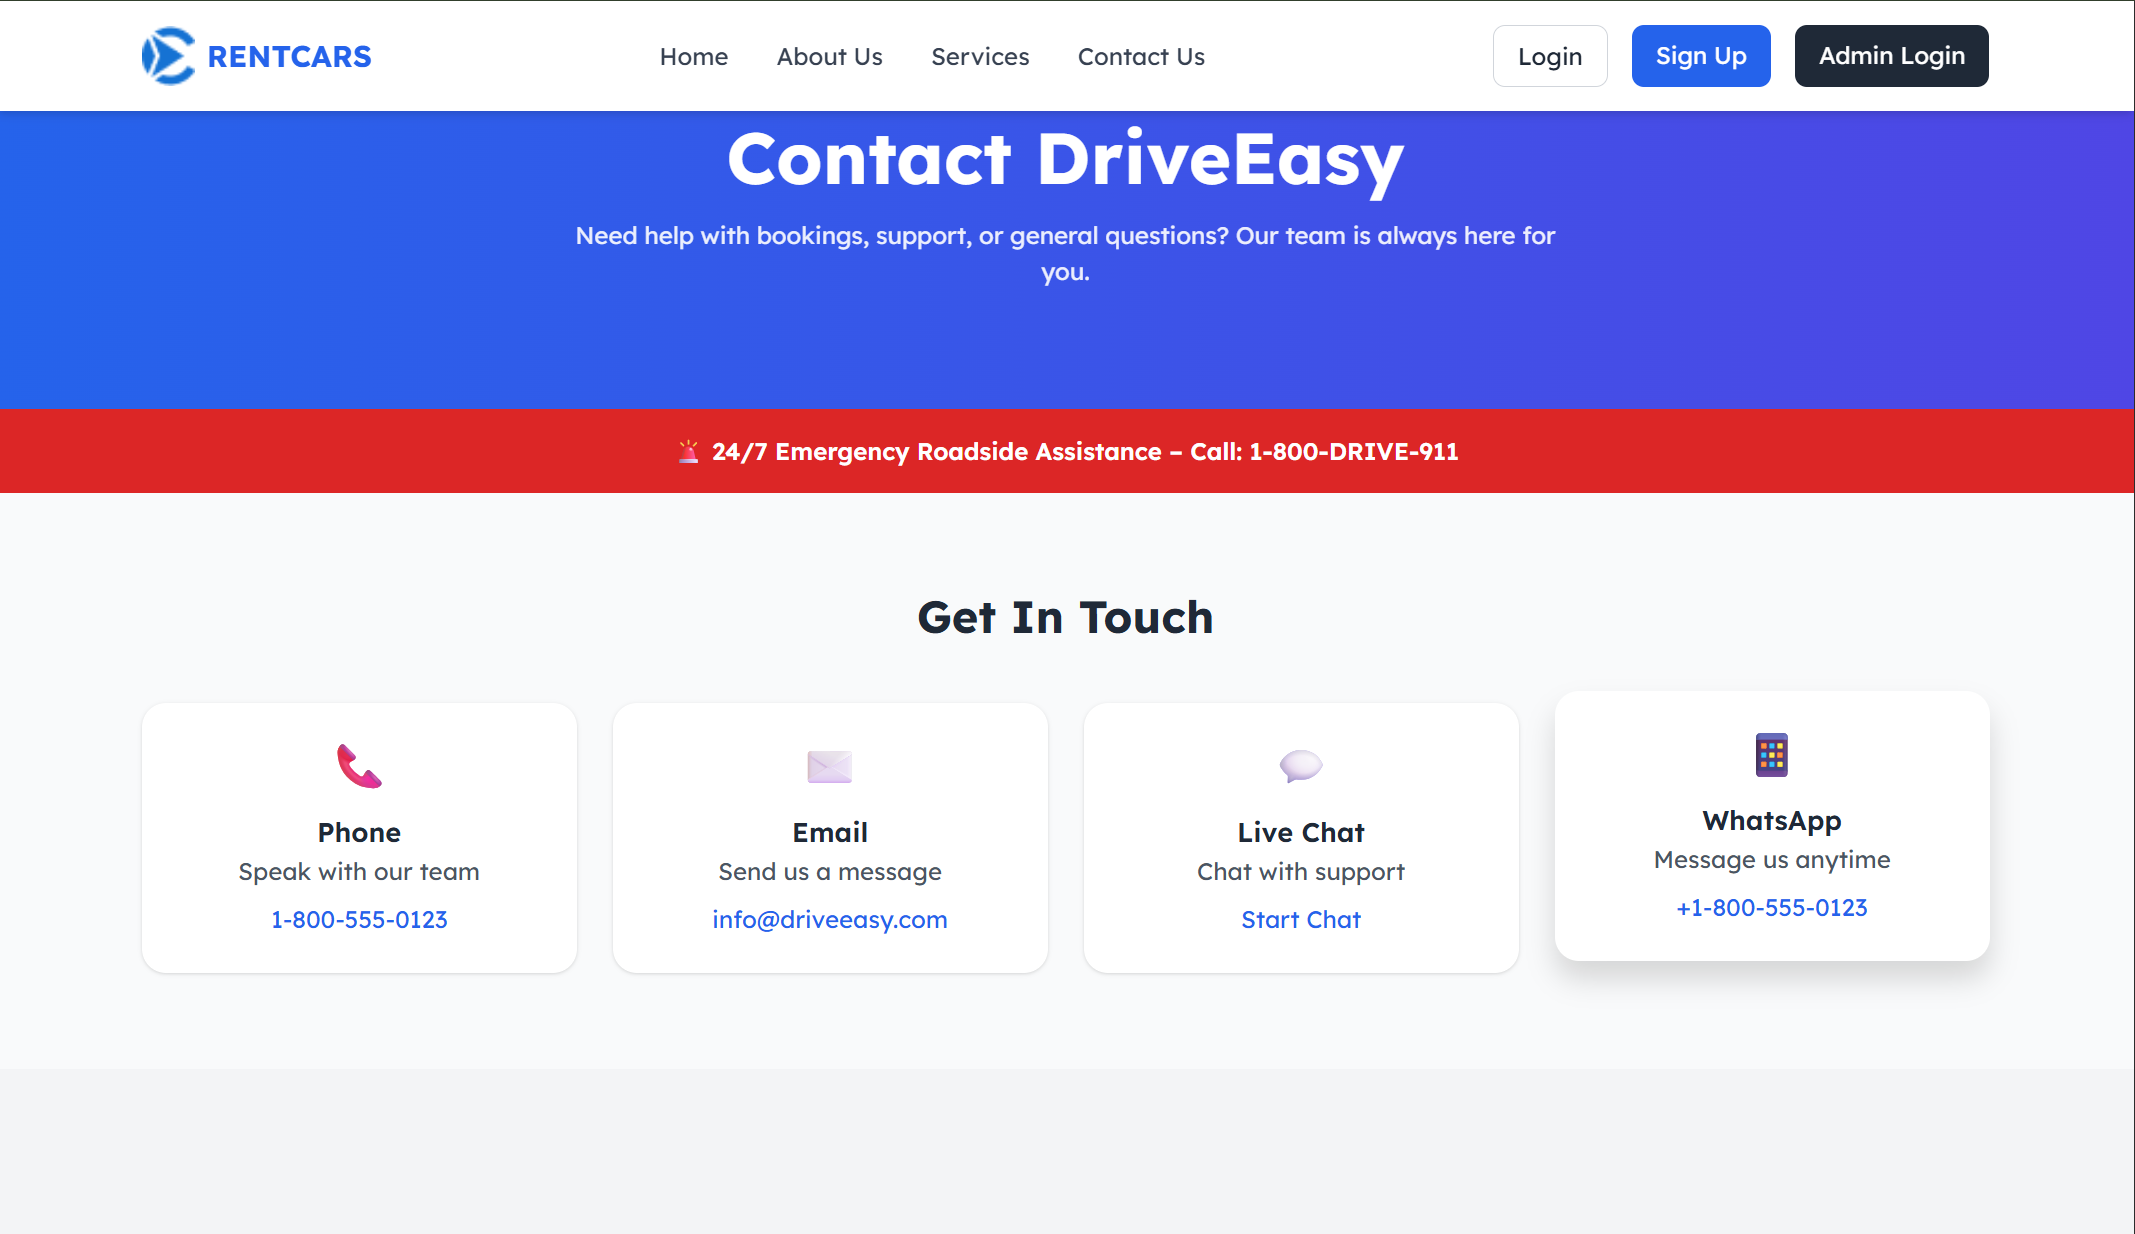 RENTCARS
Home
About Us
Services
Contact Us
Login
Sign Up
Admin Login
Contact DriveEasy
Need help with bookings, support, or general questions? Our team is always here for
you.
24/7 Emergency Roadside Assistance – Call: 1-800-DRIVE-911
Get In Touch
Phone
Speak with our team
1-800-555-0123
Email
Send us a message
info@driveeasy.com
Live Chat
Chat with support
Start Chat
WhatsApp
Message us anytime
+1-800-555-0123